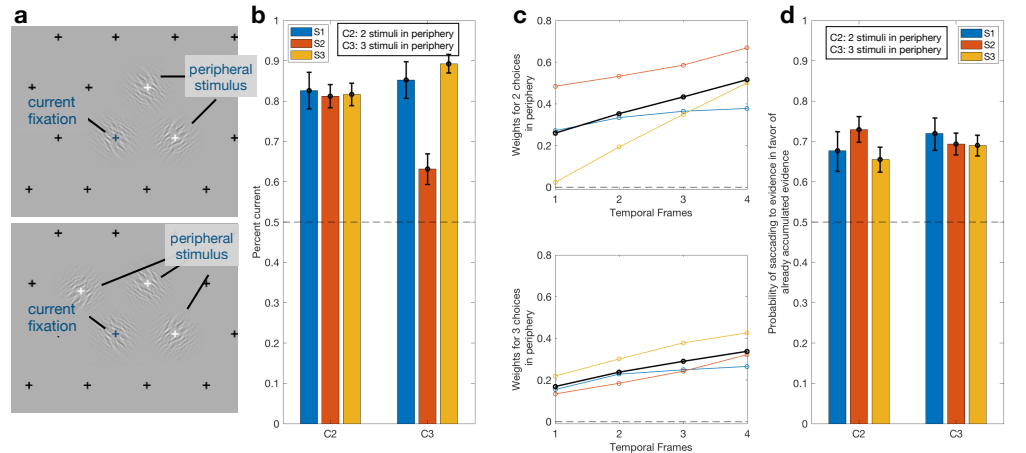 a
peripheral
stimulus
current
fixation
peripheral
stimulus
current
fixation
b
S1
S2
S3
C2: 2 stimuli in periphery
C3: 3 stimuli in periphery
Percent current
1
0.9
0.8
0.7
0.6
0.5
0.4
0.3
0.2
0.1
0
C2
C3
c
Weights for 2 choices
in periphery
0.8
0.6
0.4
0.2
0
1
2
3
4
Temporal Frames
Weights for 3 choices
in periphery
0.8
0.6
0.4
0.2
0
1
2
3
4
Temporal Frames
d
C2: 2 stimuli in periphery
C3: 3 stimuli in periphery
S1
S2
S3
Probability of saccading to evidence in favor of
already accumulated evidence
1
0.9
0.8
0.7
0.6
0.5
0.4
0.3
0.2
0.1
0
C2
C3